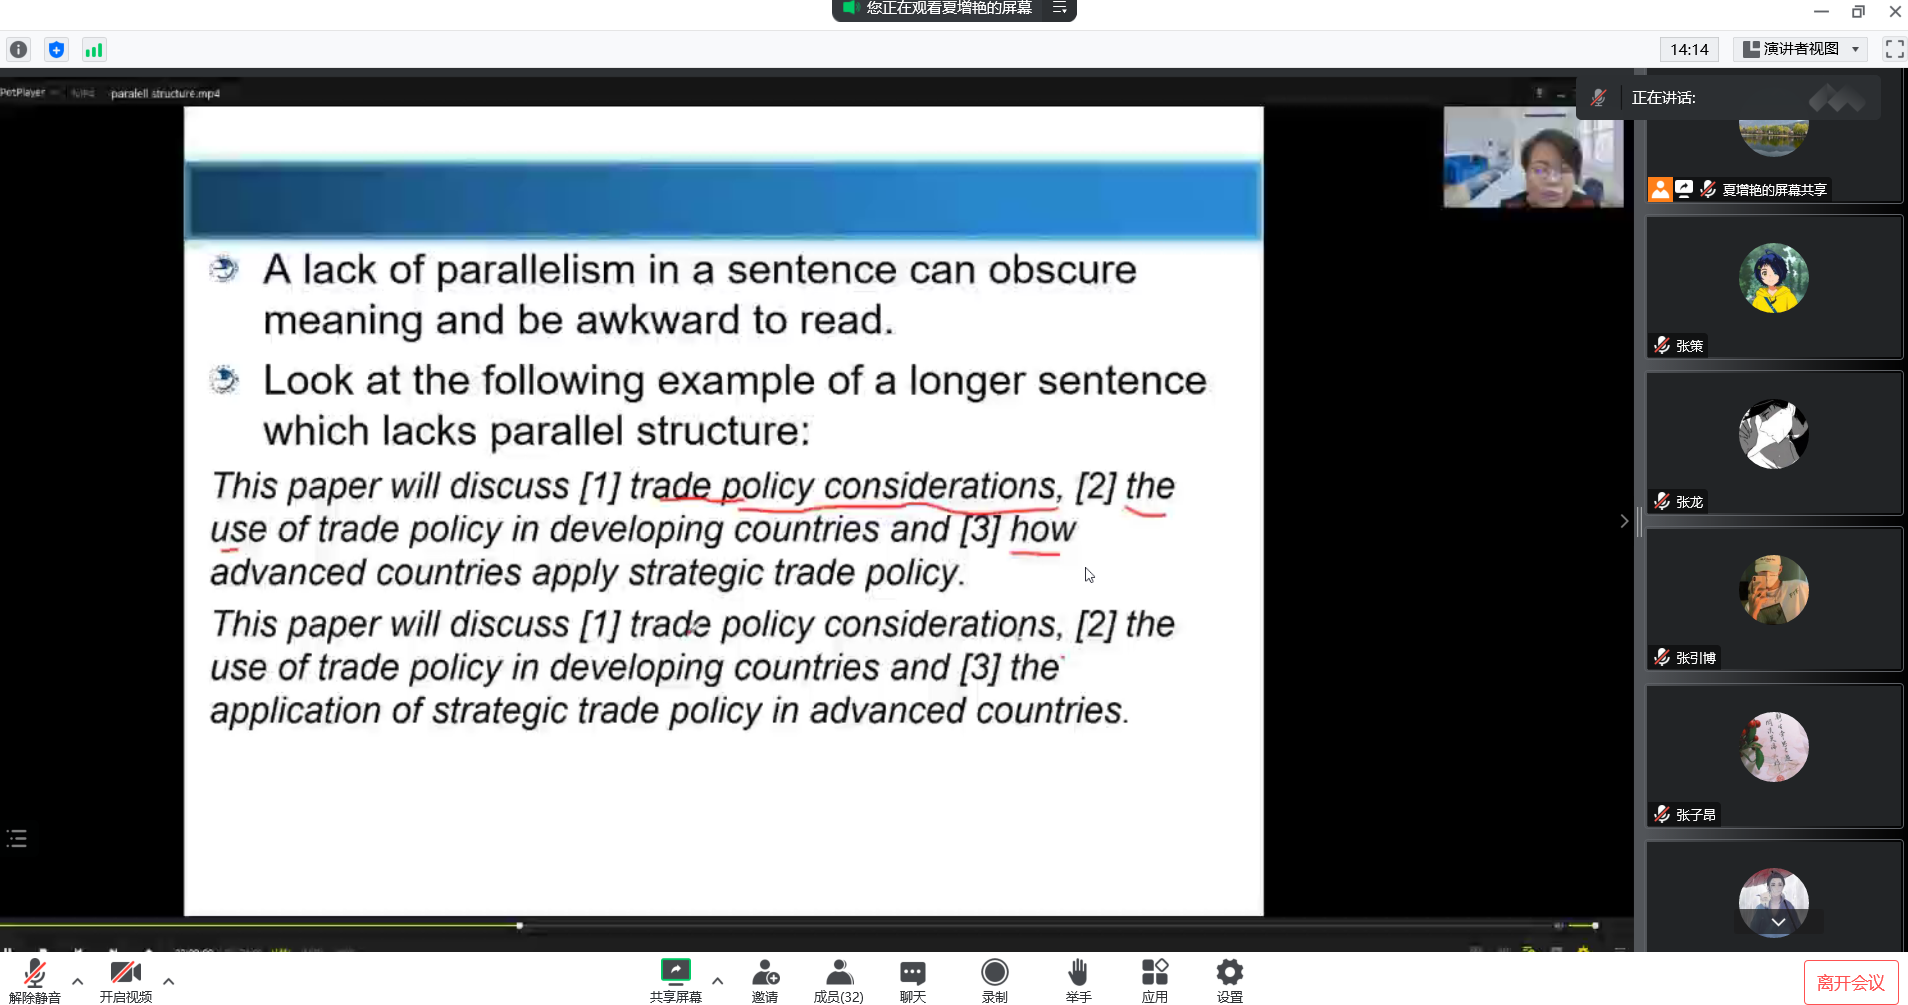 您正在观看夏增艳的屏幕
14:14
演讲者视图
PotPlayer
paralell structure.mp4
正在讲话:
A lack of parallelism in a sentence can obscure
meaning and be awkward to read.
Look at the following example of a longer sentence
which lacks parallel structure:
This paper will discuss [1] trade policy considerations, [2] the
use of trade policy in developing countries and [3] how
advanced countries apply strategic trade policy.
This paper will discuss [1] trade policy considerations, [2] the
use of trade policy in developing countries and [3] the
application of strategic trade policy in advanced countries.
夏增艳的屏幕共享
张策
张龙
张引博
张子昂
解除静音
开启视频
共享屏幕
邀请
成员(32)
聊天
录制
举手
应用
设置
离开会议